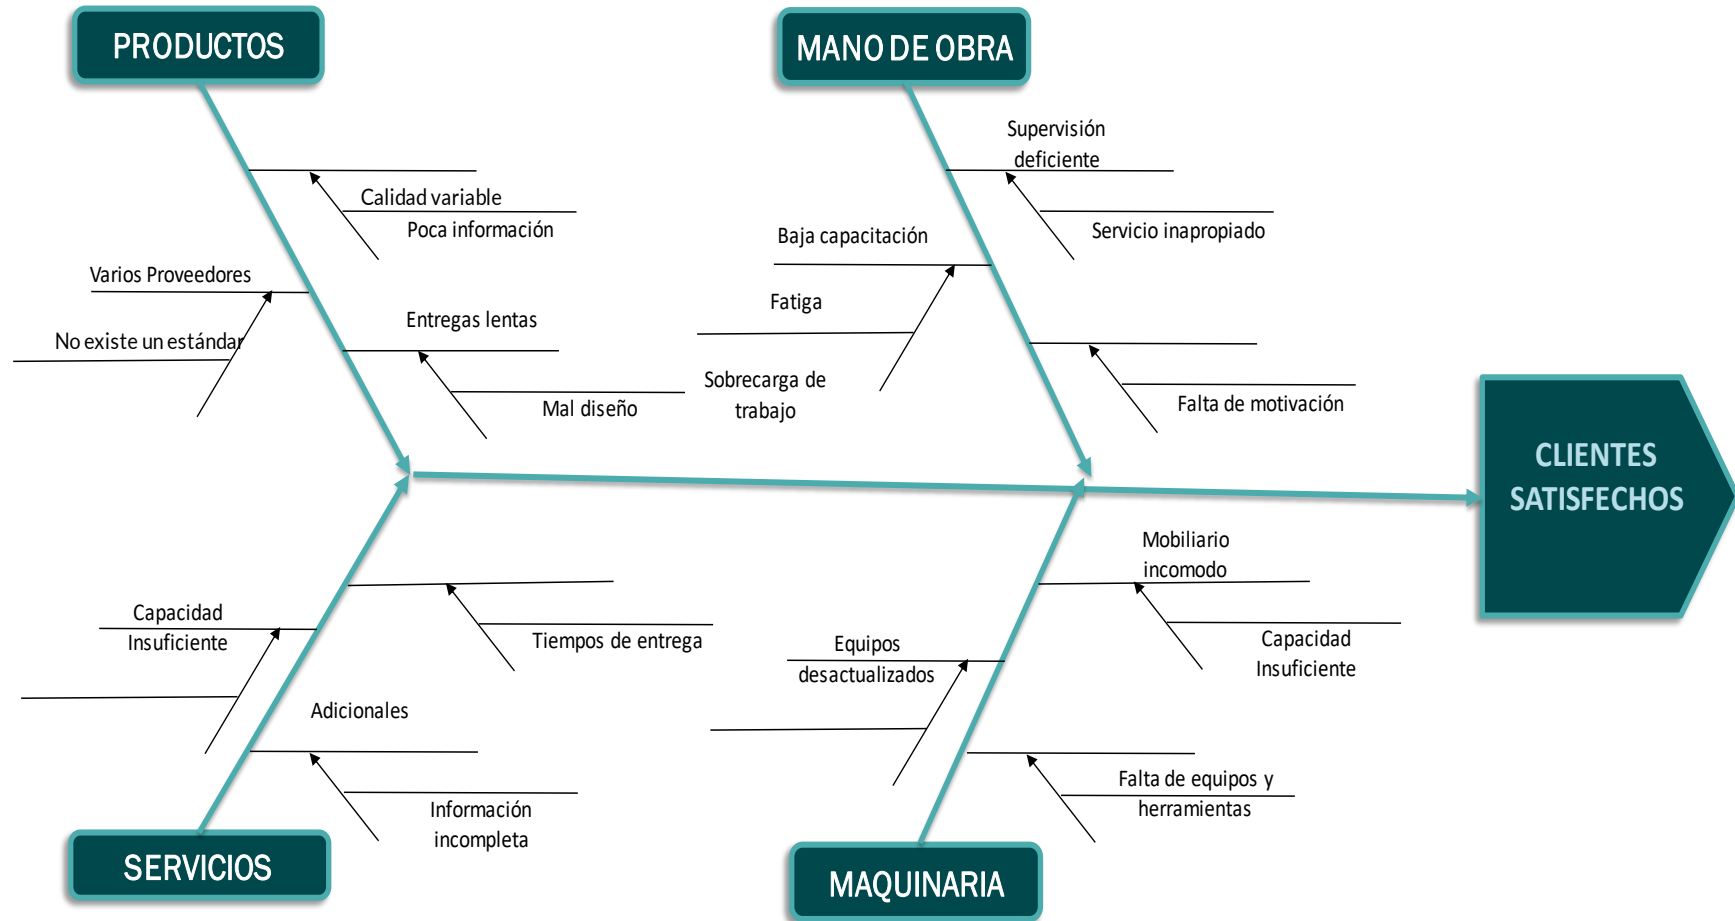 PRODUCTOS
MANO DE OBRA
Supervisión
deficiente
Calidad variable
Poca información
Servicio inapropiado
Baja capacitación
Varios Proveedores
Fatiga
Entregas lentas
No existe un estándar
Sobrecarga de
trabajo
Mal diseño
Falta de motivación
CLIENTES
SATISFECHOS
Mobiliario
incomodo
Capacidad
Insuficiente
Tiempos de entrega
Equipos
desactualizados
Capacidad
Insuficiente
Adicionales
Falta de equipos y
herramientas
Información
incompleta
SERVICIOS
MAQUINARIA